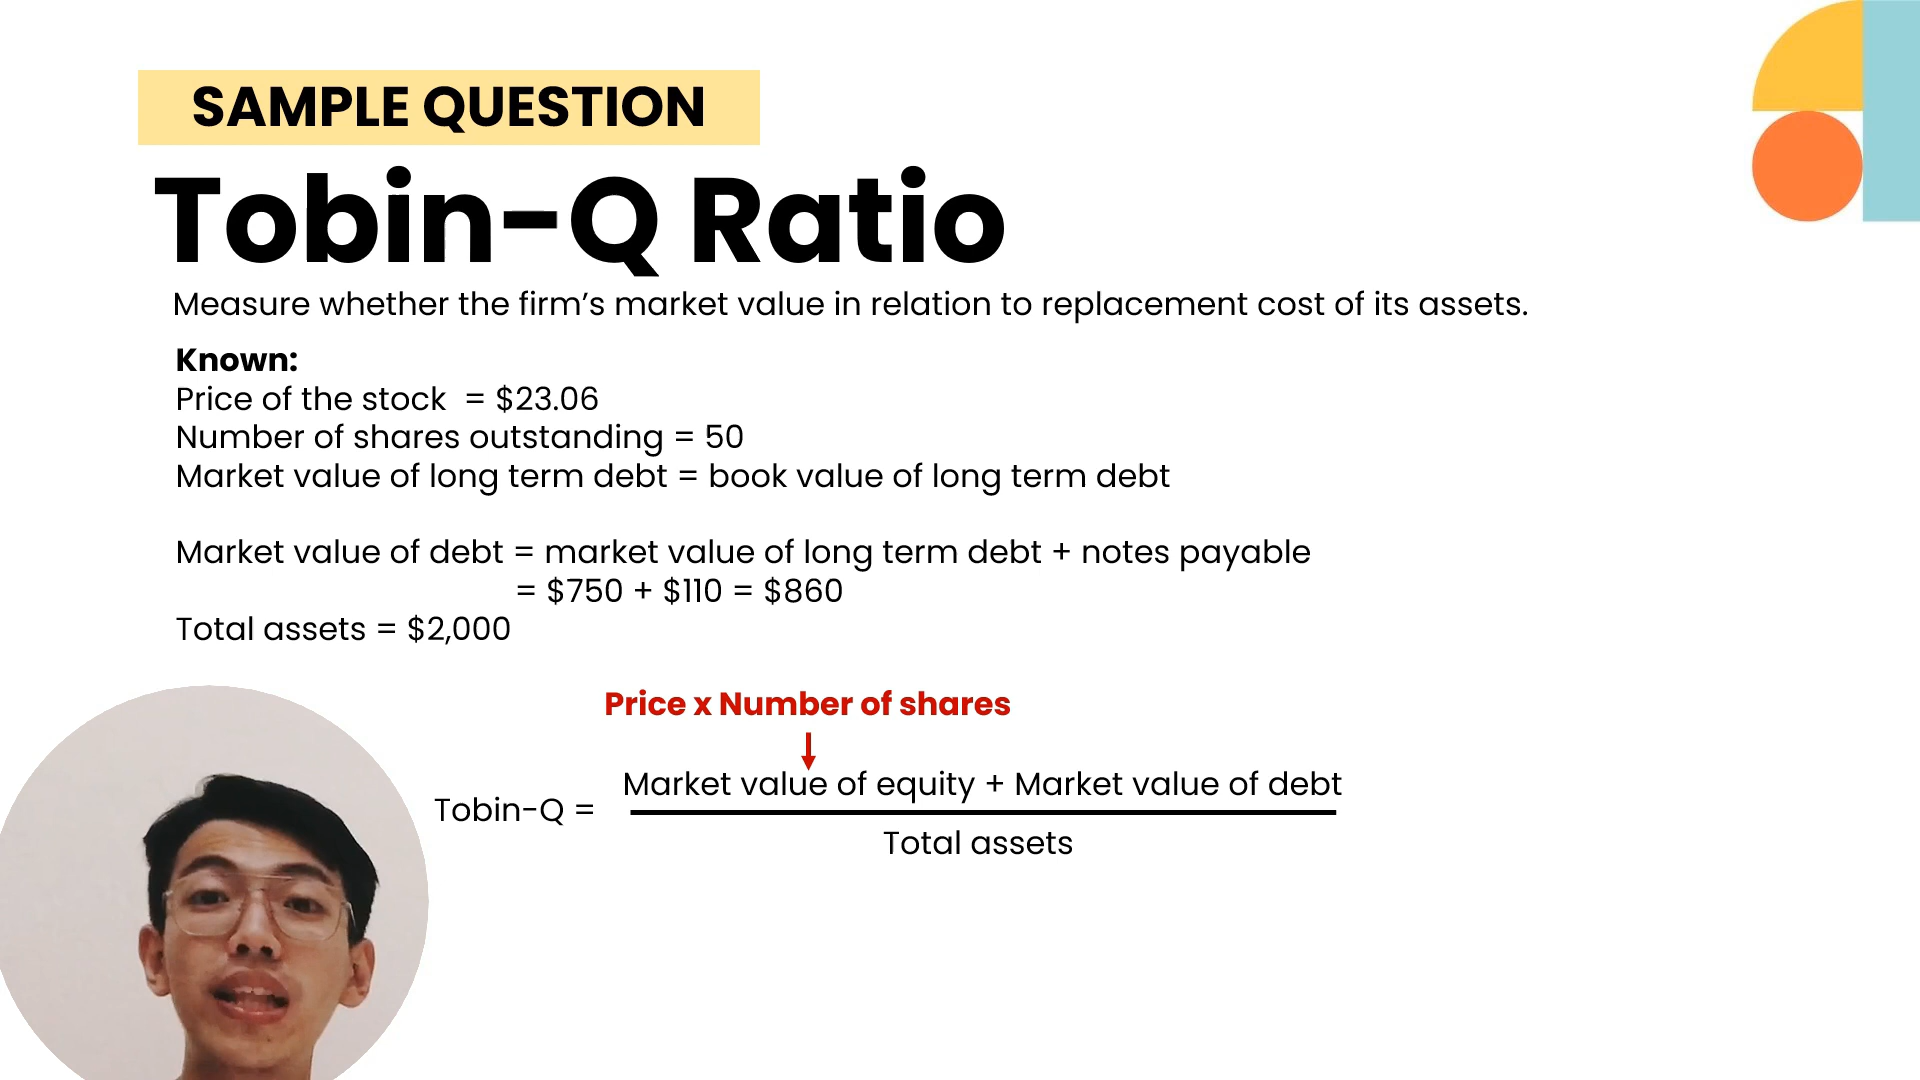 SAMPLE QUESTION
Tobin-Q Ratio
Measure whether the firm’s market value in relation to replacement cost of its assets.
Known:
Price of the stock  = $23.06
Number of shares outstanding = 50
Market value of long term debt = book value of long term debt
Market value of debt = market value of long term debt + notes payable
= $750 + $110 = $860
Total assets = $2,000
Price x Number of shares
Market value of equity + Market value of debt
Tobin-Q =
Total assets